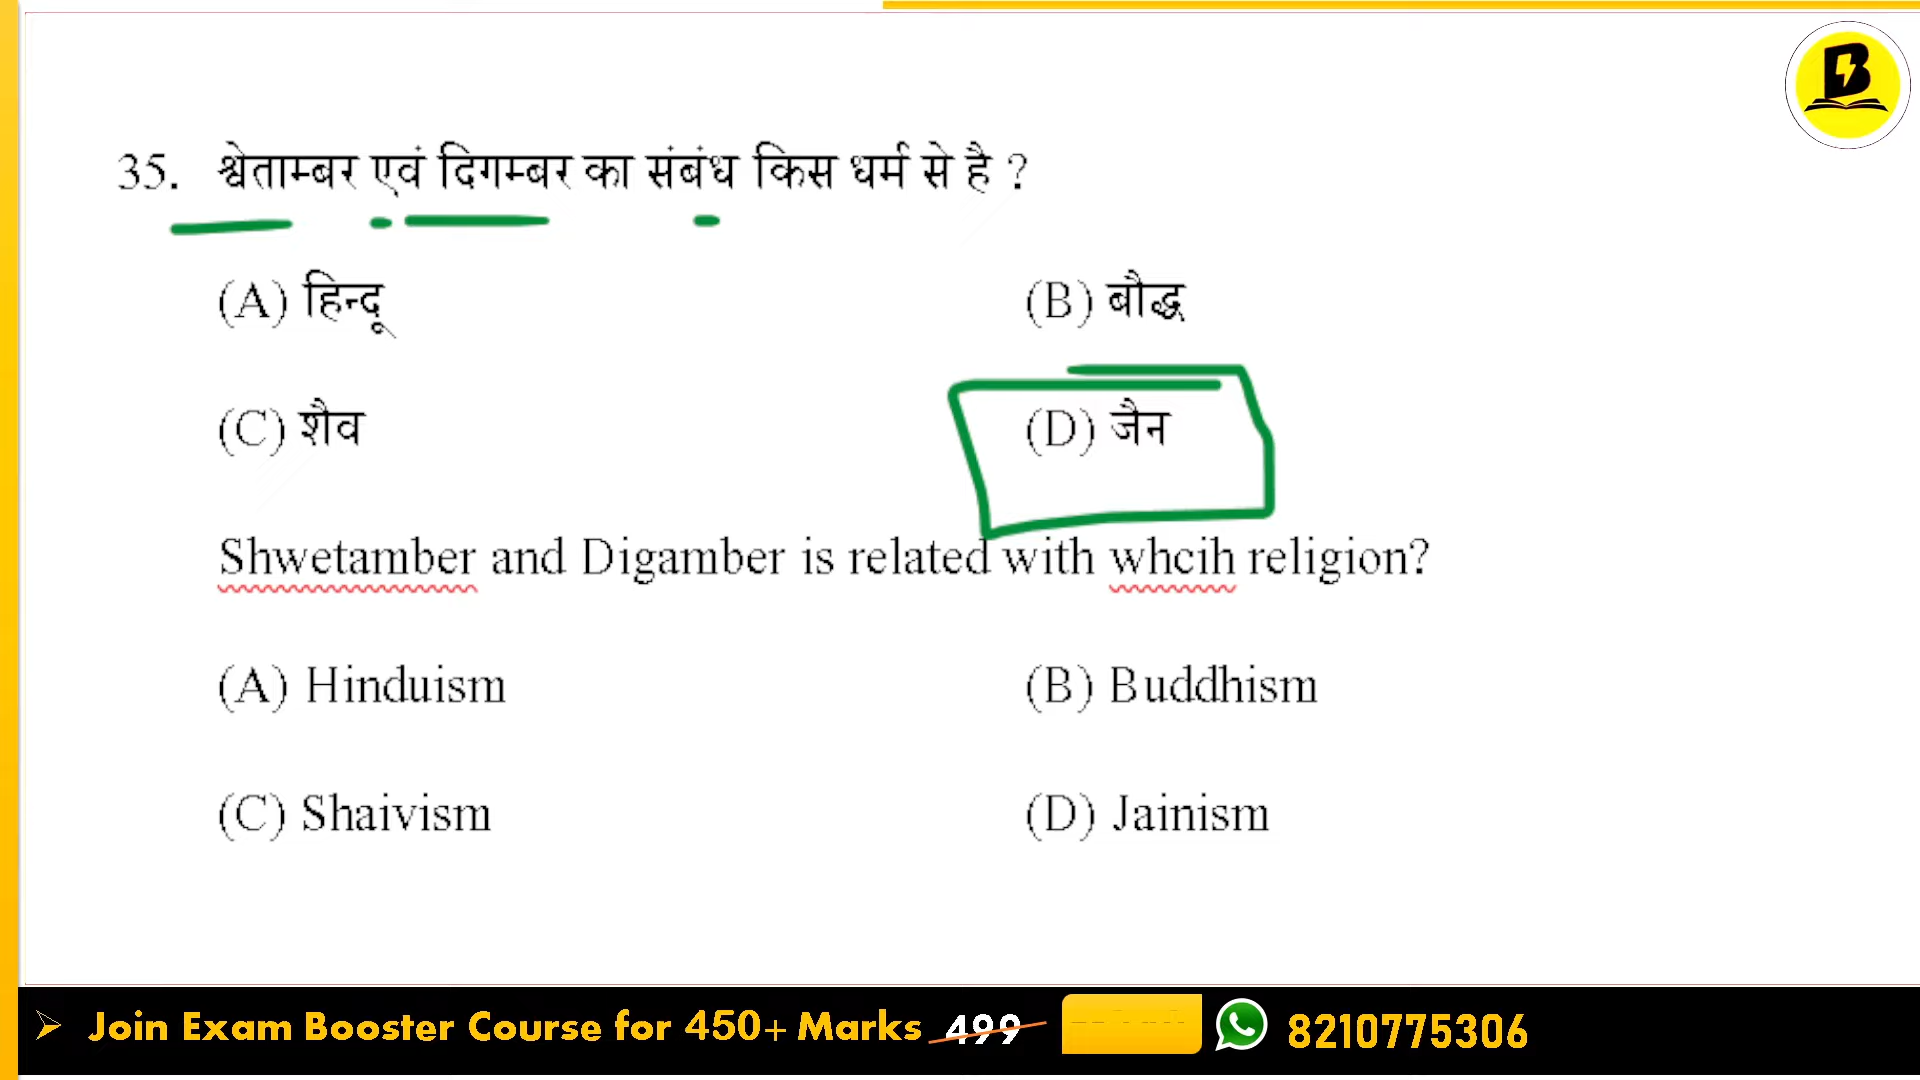 35. श्वेताम्बर एवं दिगम्बर का संबंध किस धर्म से है ?
(A) हिन्दू (B) बौद्ध
(C) शैव (D) जैन
Shwetamber and Digamber is related with whcih religion?
(A) Hinduism (B) Buddhism
(C) Shaivism (D) Jainism
Join Exam Booster Course for 450+ Marks 499 8210775306